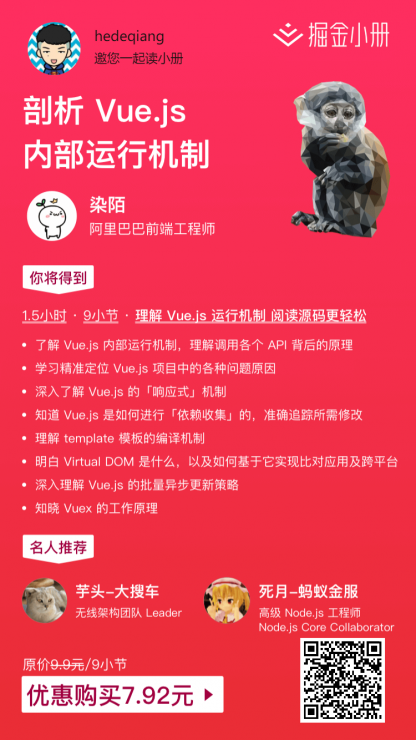 hedeqiang
邀您一起读小册
掘金小册
剖析 Vue.js
内部运行机制
染陌
阿里巴巴前端工程师
你将得到
1.5小时 · 9小节 · 理解 Vue.js 运行机制 阅读源码更轻松
• 了解 Vue.js 内部运行机制，理解调用各个 API 背后的原理
• 学习精准定位 Vue.js 项目中的各种问题原因
• 深入了解 Vue.js 的「响应式」机制
• 知道 Vue.js 是如何进行「依赖收集」的，准确追踪所需修改
• 理解 template 模板的编译机制
• 明白 Virtual DOM 是什么，以及如何基于它实现比对应用及跨平台
• 深入理解 Vue.js 的批量异步更新策略
• 知晓 Vuex 的工作原理
名人推荐
芋头-大搜车
无线架构团队 Leader
死月-蚂蚁金服
高级 Node.js 工程师
Node.js Core Collaborator
原价9.9元/9小节
优惠购买7.92元